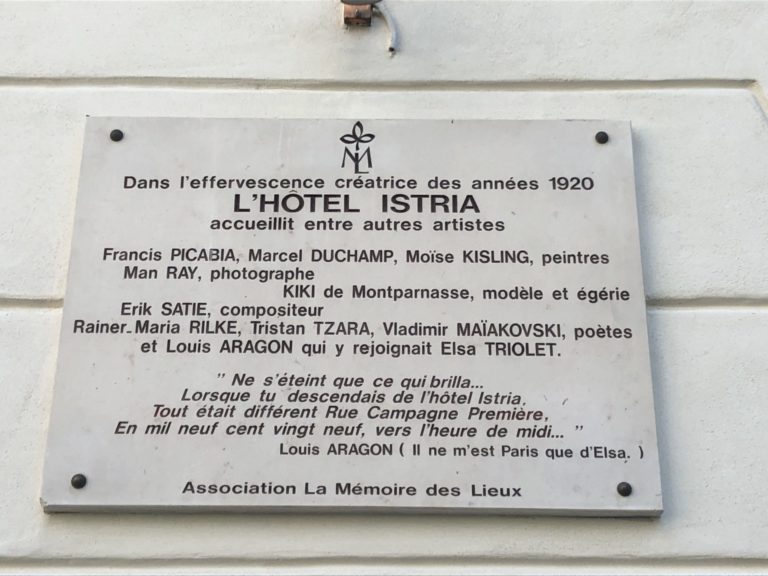 NLM
Dans l'effervescence créatrice des années 1920
L'HÔTEL ISTRIA
accueillit entre autres artistes
Francis PICABIA, Marcel DUCHAMP, Moïse KISLING, peintres
Man RAY, photographe
KIKI de Montparnasse, modèle et égérie
Erik SATIE, compositeur
Rainer-Maria RILKE, Tristan TZARA, Vladimir MAÏAKOVSKI, poètes
et Louis ARAGON qui y rejoignait Elsa TRIOLET.
" Ne s'éteint que ce qui brilla...
Lorsque tu descendais de l'hôtel Istria,
Tout était différent Rue Campagne Première,
En mil neuf cent vingt neuf, vers l'heure de midi... "
Louis ARAGON ( Il ne m'est Paris que d'Elsa. )
Association La Mémoire des Lieux